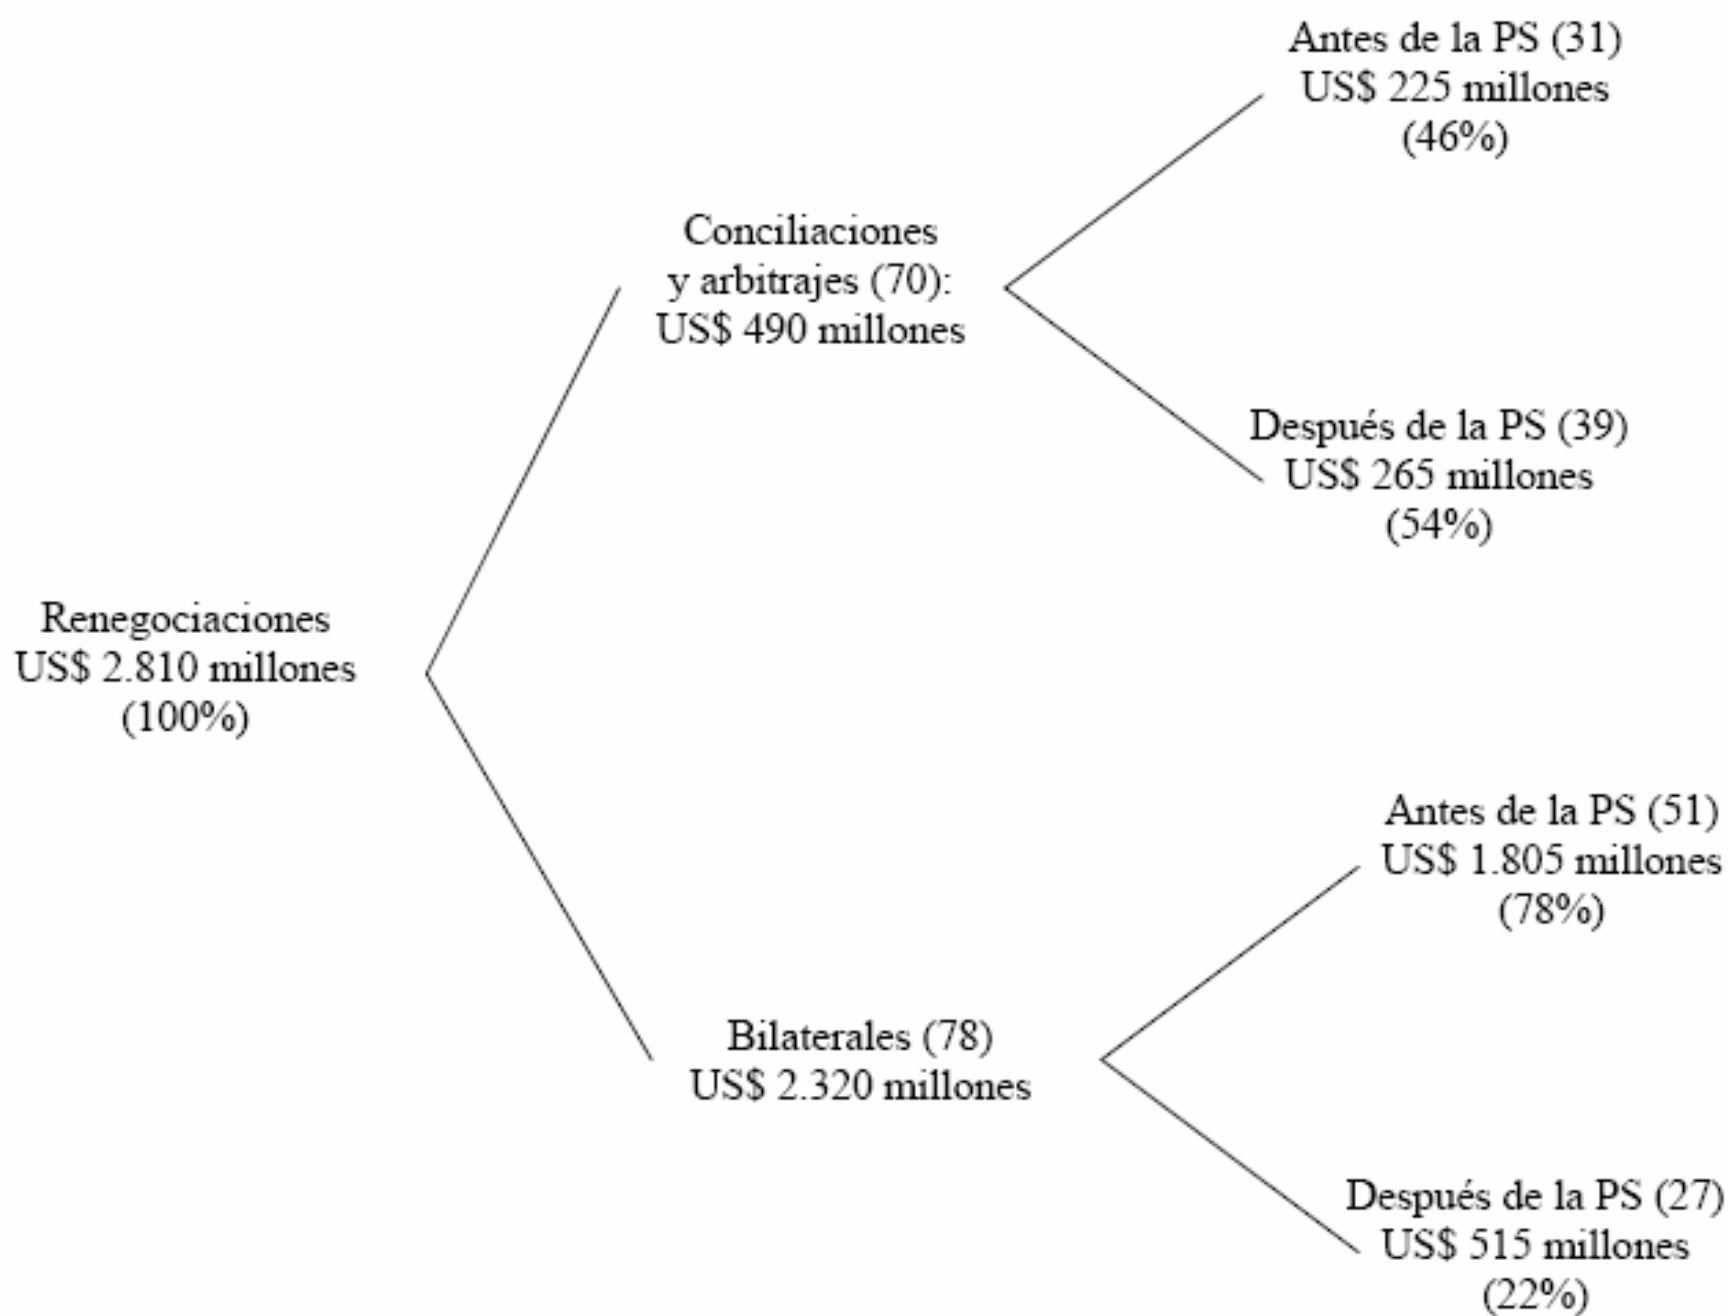 Antes de la PS (31)
US$ 225 millones
(46%)
Conciliaciones
y arbitrajes (70):
US$ 490 millones
Después de la PS (39)
US$ 265 millones
(54%)
Renegociaciones
US$ 2.810 millones
(100%)
Antes de la PS (51)
US$ 1.805 millones
(78%)
Bilaterales (78)
US$ 2.320 millones
Después de la PS (27)
US$ 515 millones
(22%)